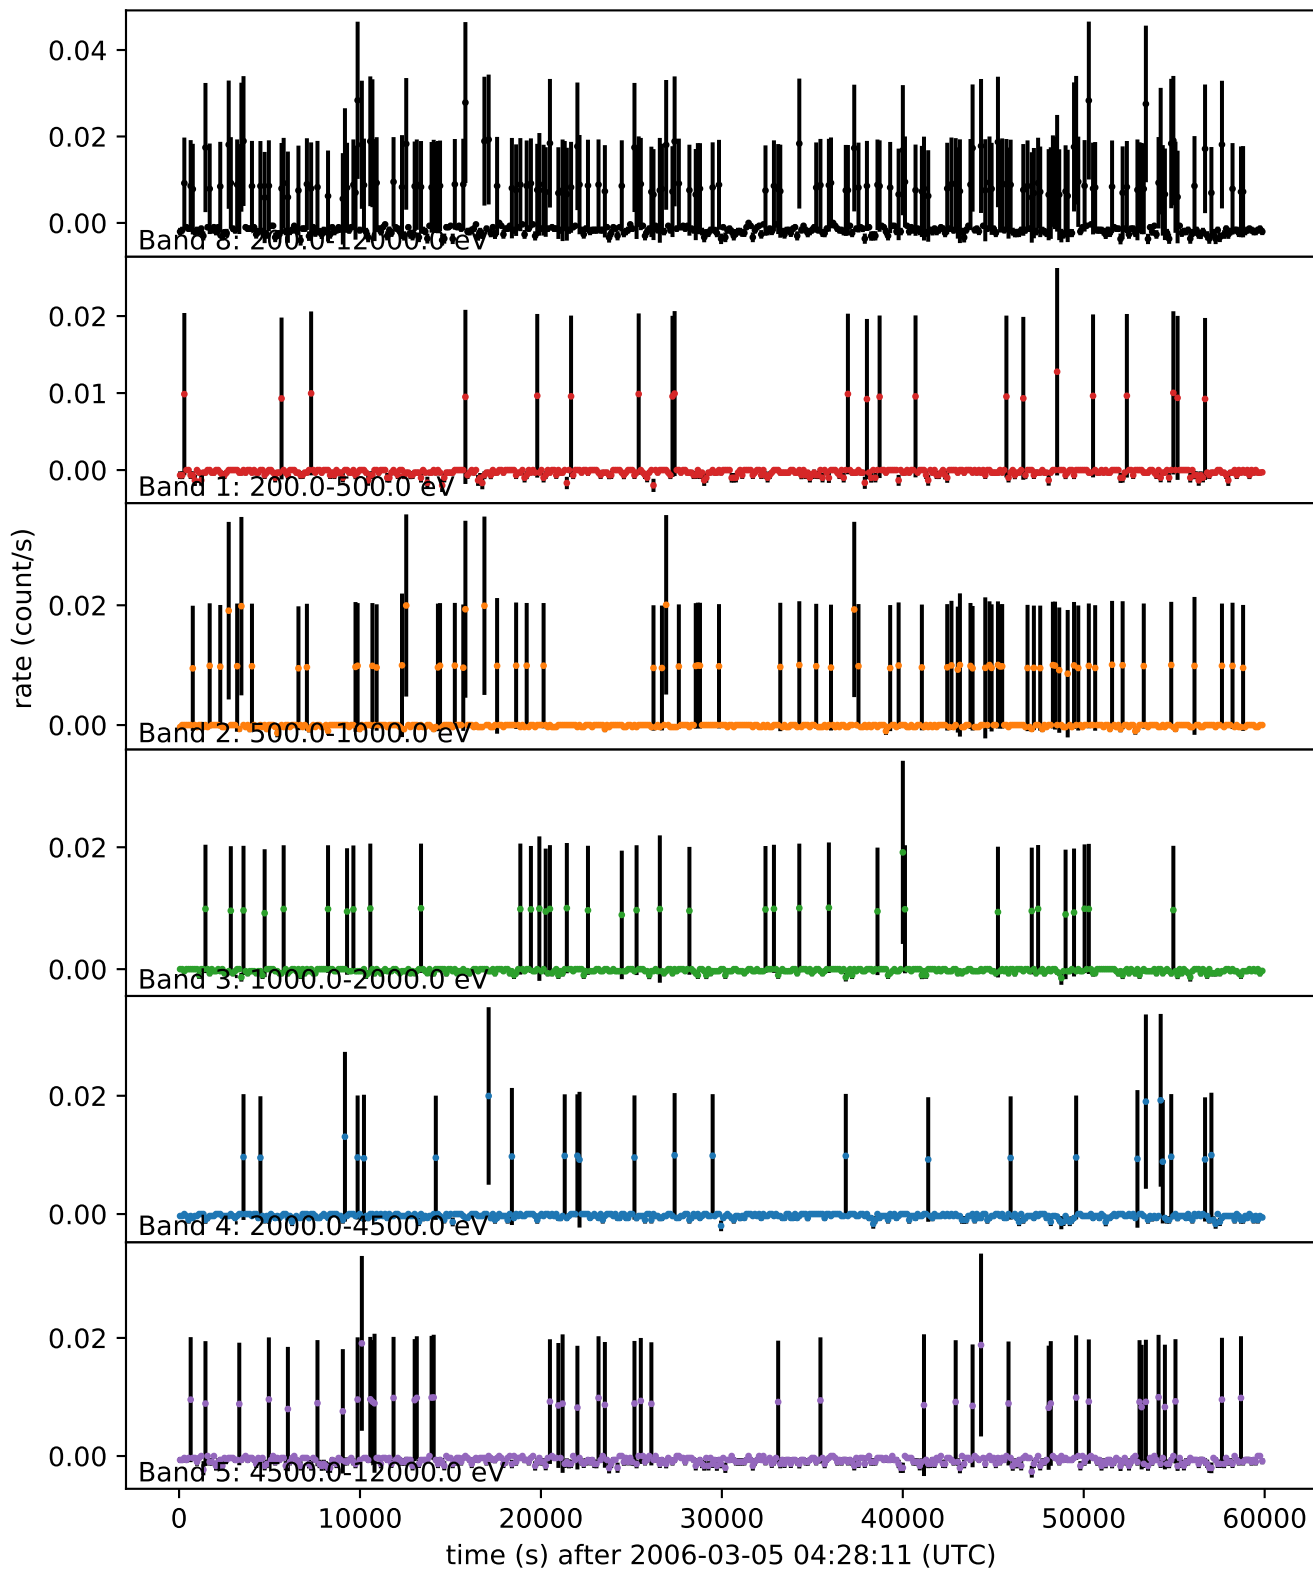 0.04
0.02
0.00
Band 8: 200.0-12000.0 eV
0.02
0.01
0.00
Band 1: 200.0-500.0 eV
0.02
0.00
Band 2: 500.0-1000.0 eV
rate (count/s)
0.02
0.00
Band 3: 1000.0-2000.0 eV
0.02
0.00
Band 4: 2000.0-4500.0 eV
0.02
0.00
Band 5: 4500.0-12000.0 eV
0 10000 20000 30000 40000 50000 60000
time (s) after 2006-03-05 04:28:11 (UTC)